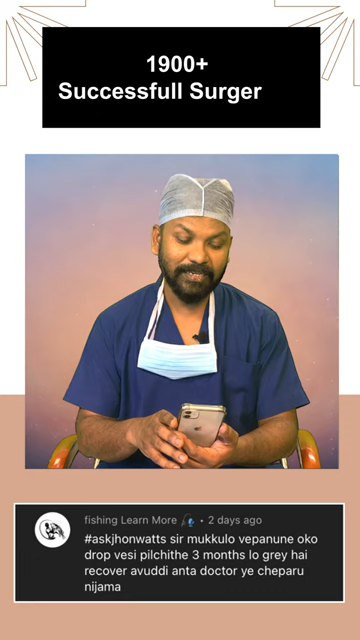 1900+
Successfull Surger
fishing Learn More 🎣 • 2 days ago
#askjhonwatts sir mukkulo vepanune oko
drop vesi pilchithe 3 months lo grey hai
recover avuddi anta doctor ye cheparu
nijama